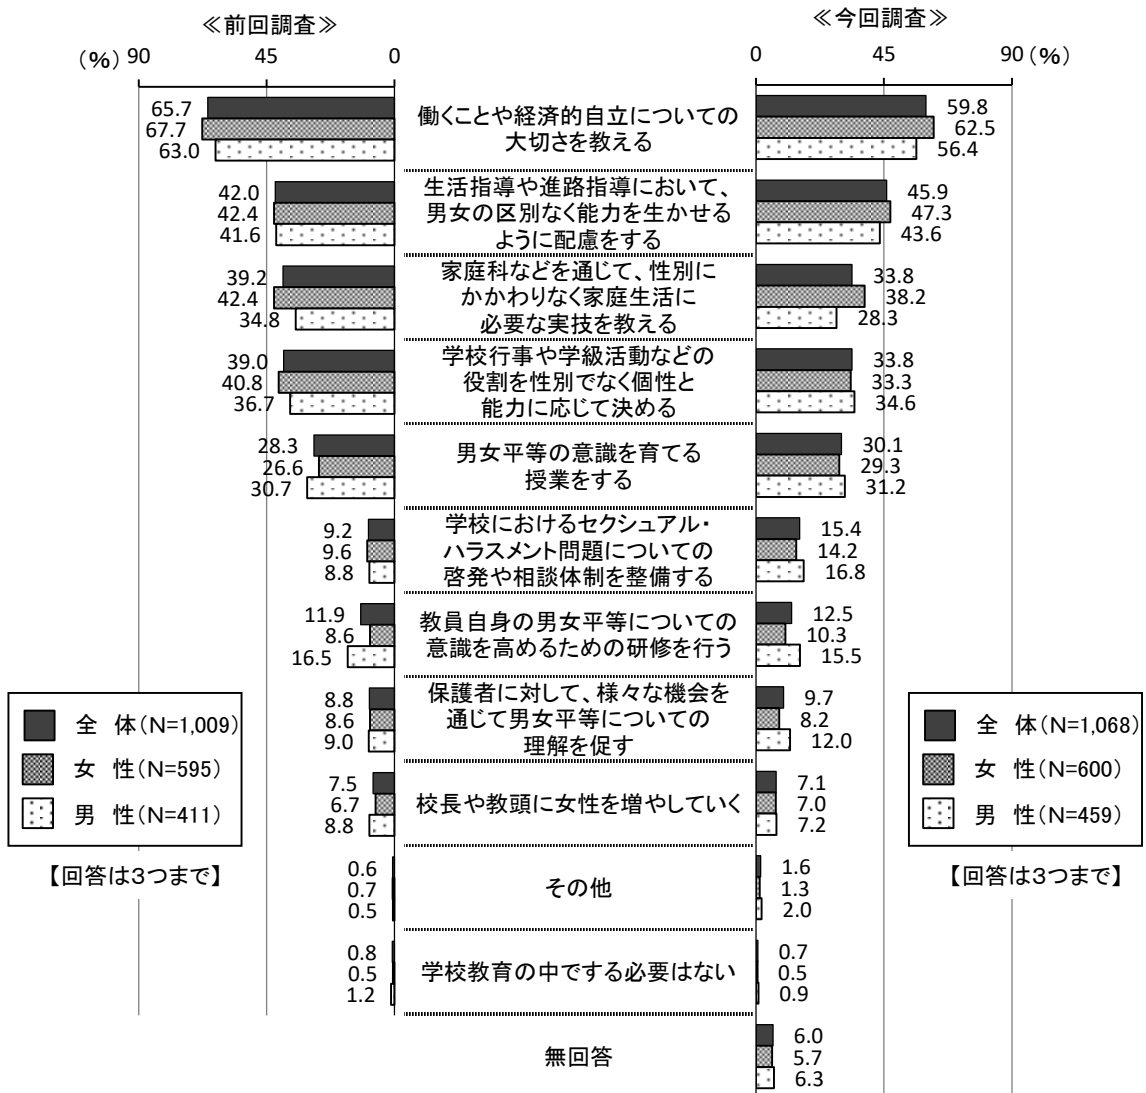 ≪前回調査≫
≪今回調査≫
(%) 90 45 0
0 45 90 (%)
65.7
67.7
63.0
働くことや経済的自立についての
大切さを教える
59.8
62.5
56.4
42.0
42.4
41.6
生活指導や進路指導において、
男女の区別なく能力を生かせる
ように配慮をする
45.9
47.3
43.6
39.2
42.4
34.8
家庭科などを通じて、性別に
かかわりなく家庭生活に
必要な実技を教える
33.8
38.2
28.3
39.0
40.8
36.7
学校行事や学級活動などの
役割を性別でなく個性と
能力に応じて決める
33.8
33.3
34.6
28.3
26.6
30.7
男女平等の意識を育てる
授業をする
30.1
29.3
31.2
9.2
9.6
8.8
学校におけるセクシュアル・
ハラスメント問題についての
啓発や相談体制を整備する
15.4
14.2
16.8
11.9
8.6
16.5
教員自身の男女平等についての
意識を高めるための研修を行う
12.5
10.3
15.5
8.8
8.6
9.0
保護者に対して、様々な機会を
通じて男女平等についての
理解を促す
9.7
8.2
12.0
7.5
6.7
8.8
校長や教頭に女性を増やしていく
7.1
7.0
7.2
0.6
0.7
0.5
その他
1.6
1.3
2.0
0.8
0.5
1.2
学校教育の中でする必要はない
0.7
0.5
0.9
無回答
6.0
5.7
6.3
全 体(N=1,009)
女 性(N=595)
男 性(N=411)
【回答は3つまで】
全 体(N=1,068)
女 性(N=600)
男 性(N=459)
【回答は3つまで】